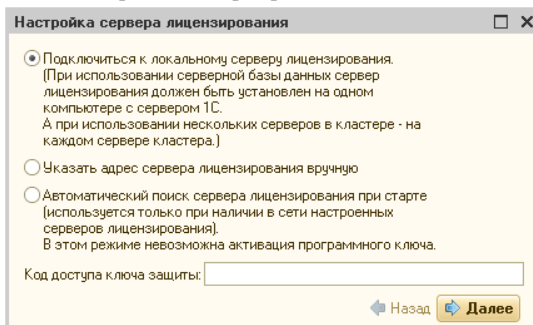 Настройка сервера лицензирования
Подключиться к локальному серверу лицензирования.
(При использовании серверной базы данных сервер
лицензирования должен быть установлен на одном
компьютере с сервером 1С.
А при использовании нескольких серверов в кластере - на
каждом сервере кластера.)
Указать адрес сервера лицензирования вручную
Автоматический поиск сервера лицензирования при старте
(используется только при наличии в сети настроенных
серверов лицензирования).
В этом режиме невозможна активация программного ключа.
Код доступа ключа защиты:
Назад Далее